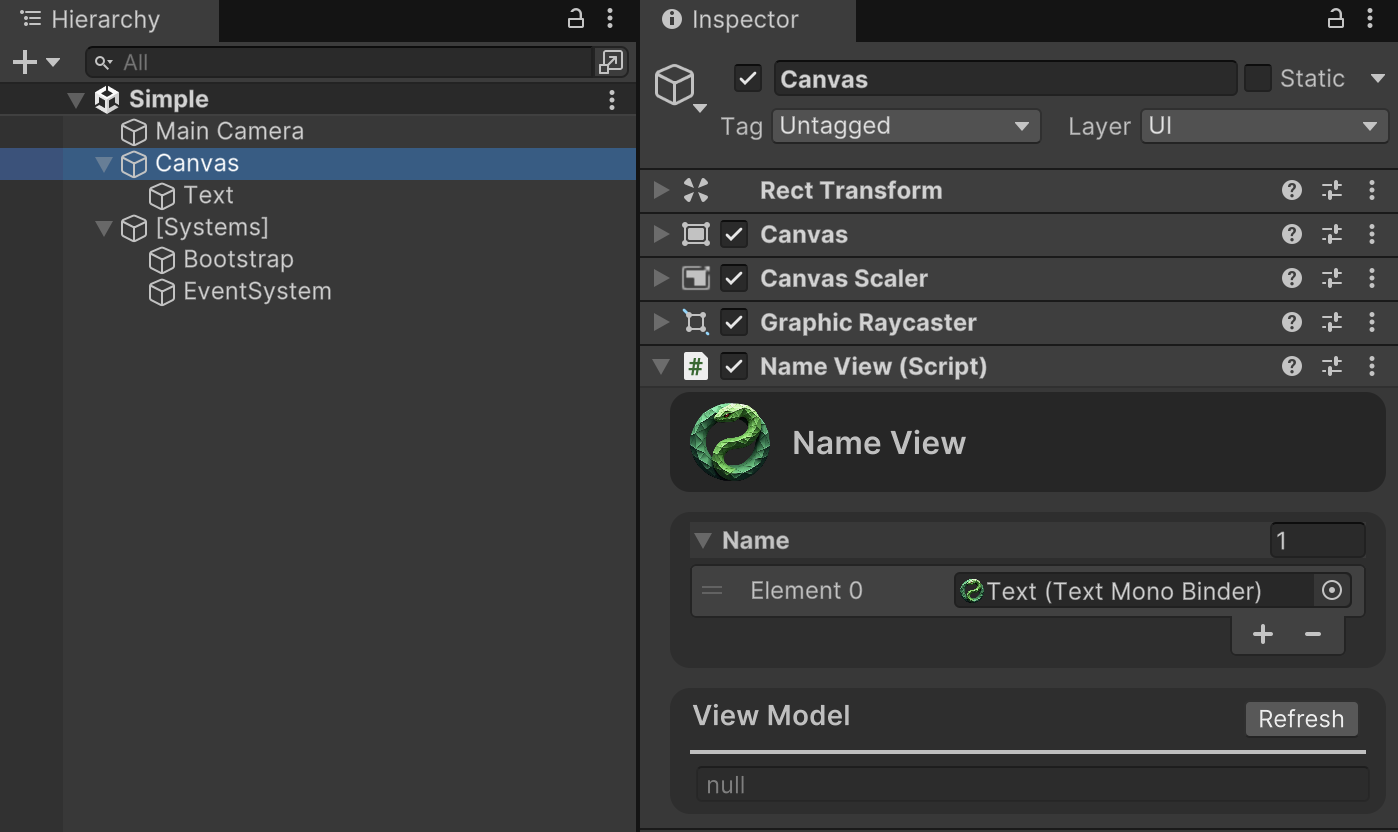 Hierarchy
All
Simple
Main Camera
Canvas
Text
[Systems]
Bootstrap
EventSystem
Inspector
Canvas
Static
Tag Untagged Layer UI
Rect Transform
Canvas
Canvas Scaler
Graphic Raycaster
# Name View (Script)
Name View
Name 1
Element 0 Text (Text Mono Binder)
View Model Refresh
null